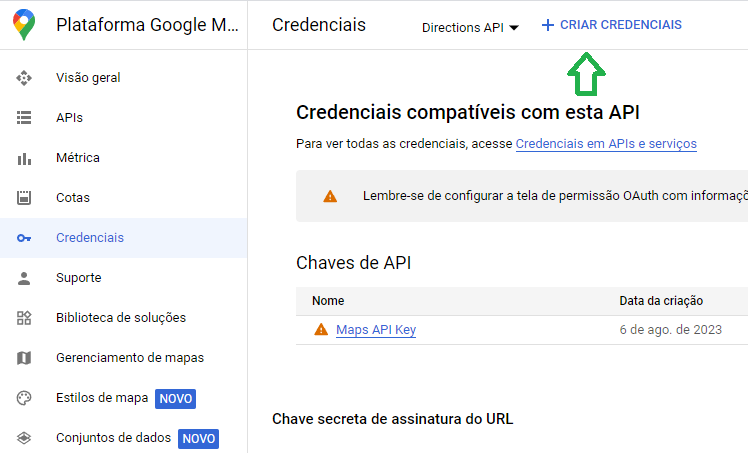 Plataforma Google M...
Credenciais
Directions API
CRIAR CREDENCIAIS
Visão geral
APIs
Métrica
Cotas
Credenciais
Suporte
Biblioteca de soluções
Gerenciamento de mapas
Estilos de mapa NOVO
Conjuntos de dados NOVO
Credenciais compatíveis com esta API
Para ver todas as credenciais, acesse Credenciais em APIs e serviços
Lembre-se de configurar a tela de permissão OAuth com informaçõ
Chaves de API
Nome Data da criação
Maps API Key 6 de ago. de 2023
Chave secreta de assinatura do URL